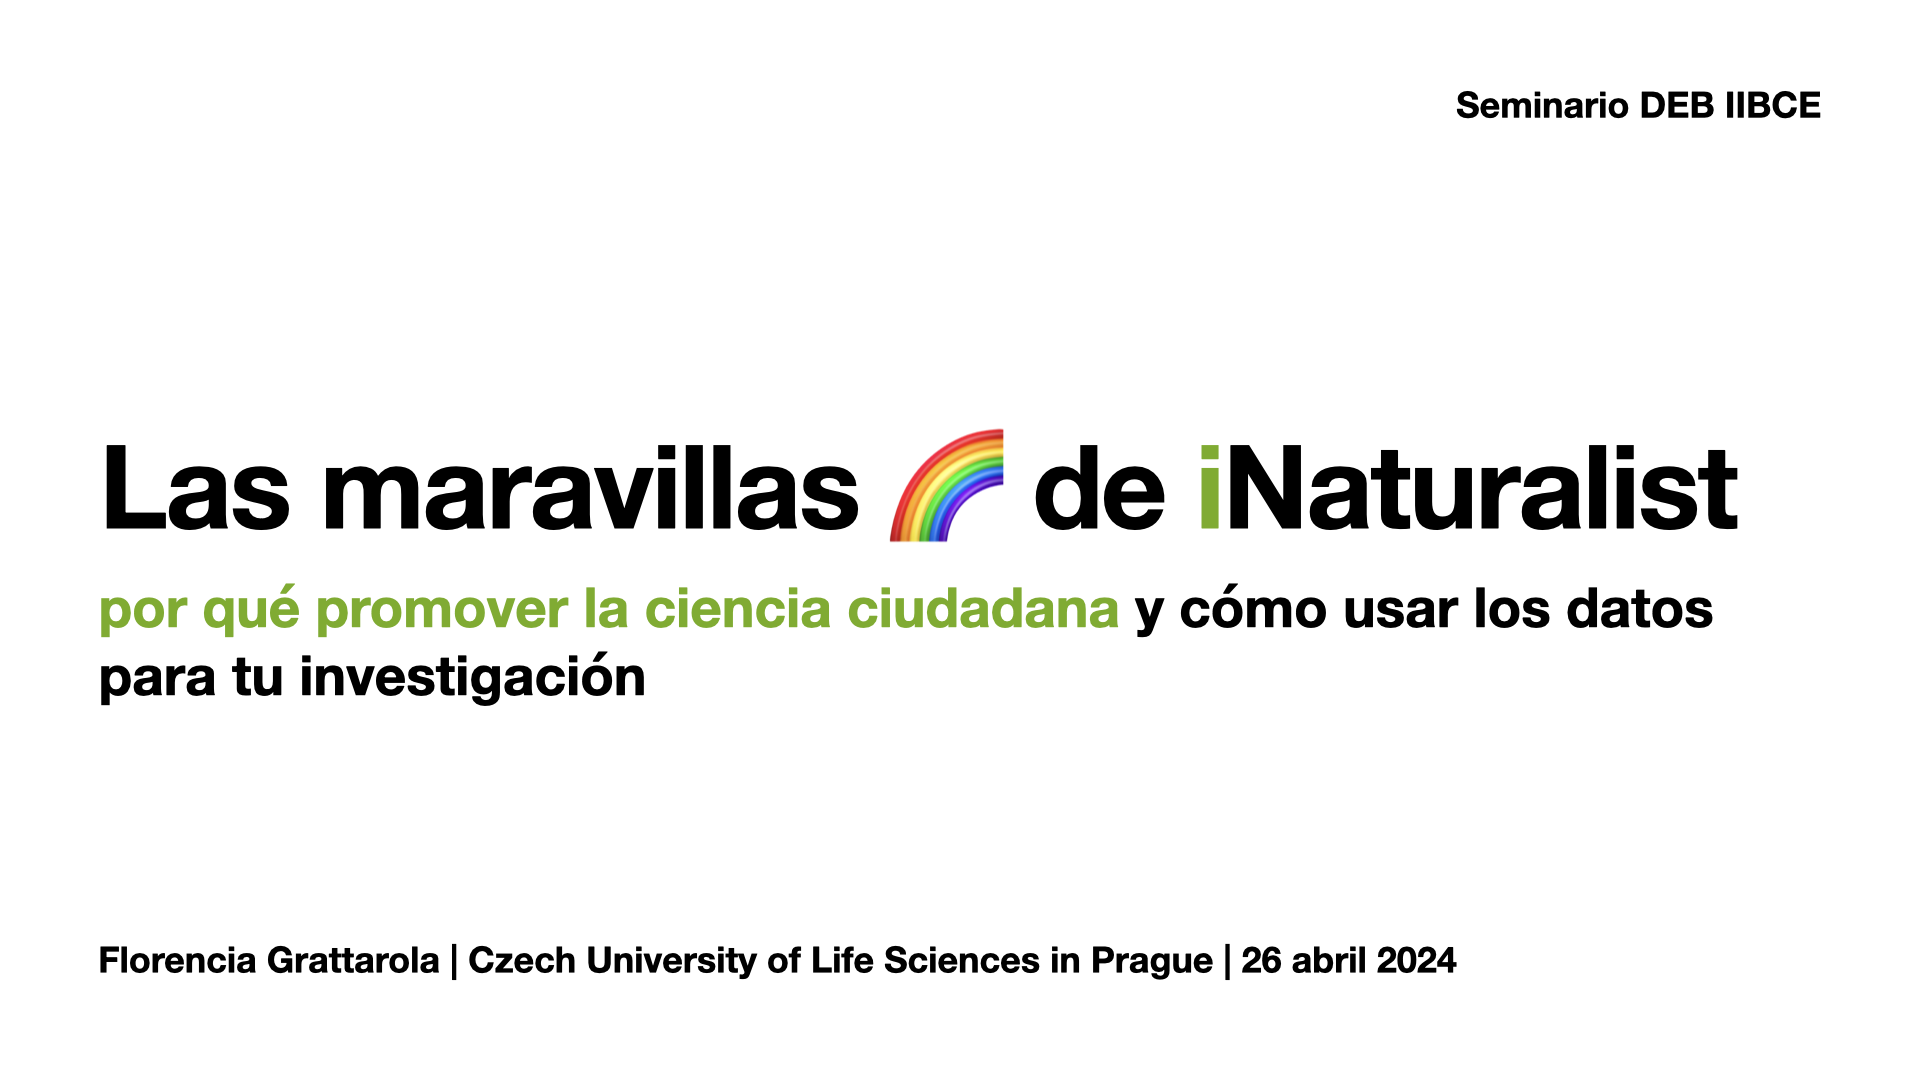 Seminario DEB IIBCE
Las maravillas 🌈 de iNaturalist
por qué promover la ciencia ciudadana y cómo usar los datos
para tu investigación
Florencia Grattarola | Czech University of Life Sciences in Prague | 26 abril 2024